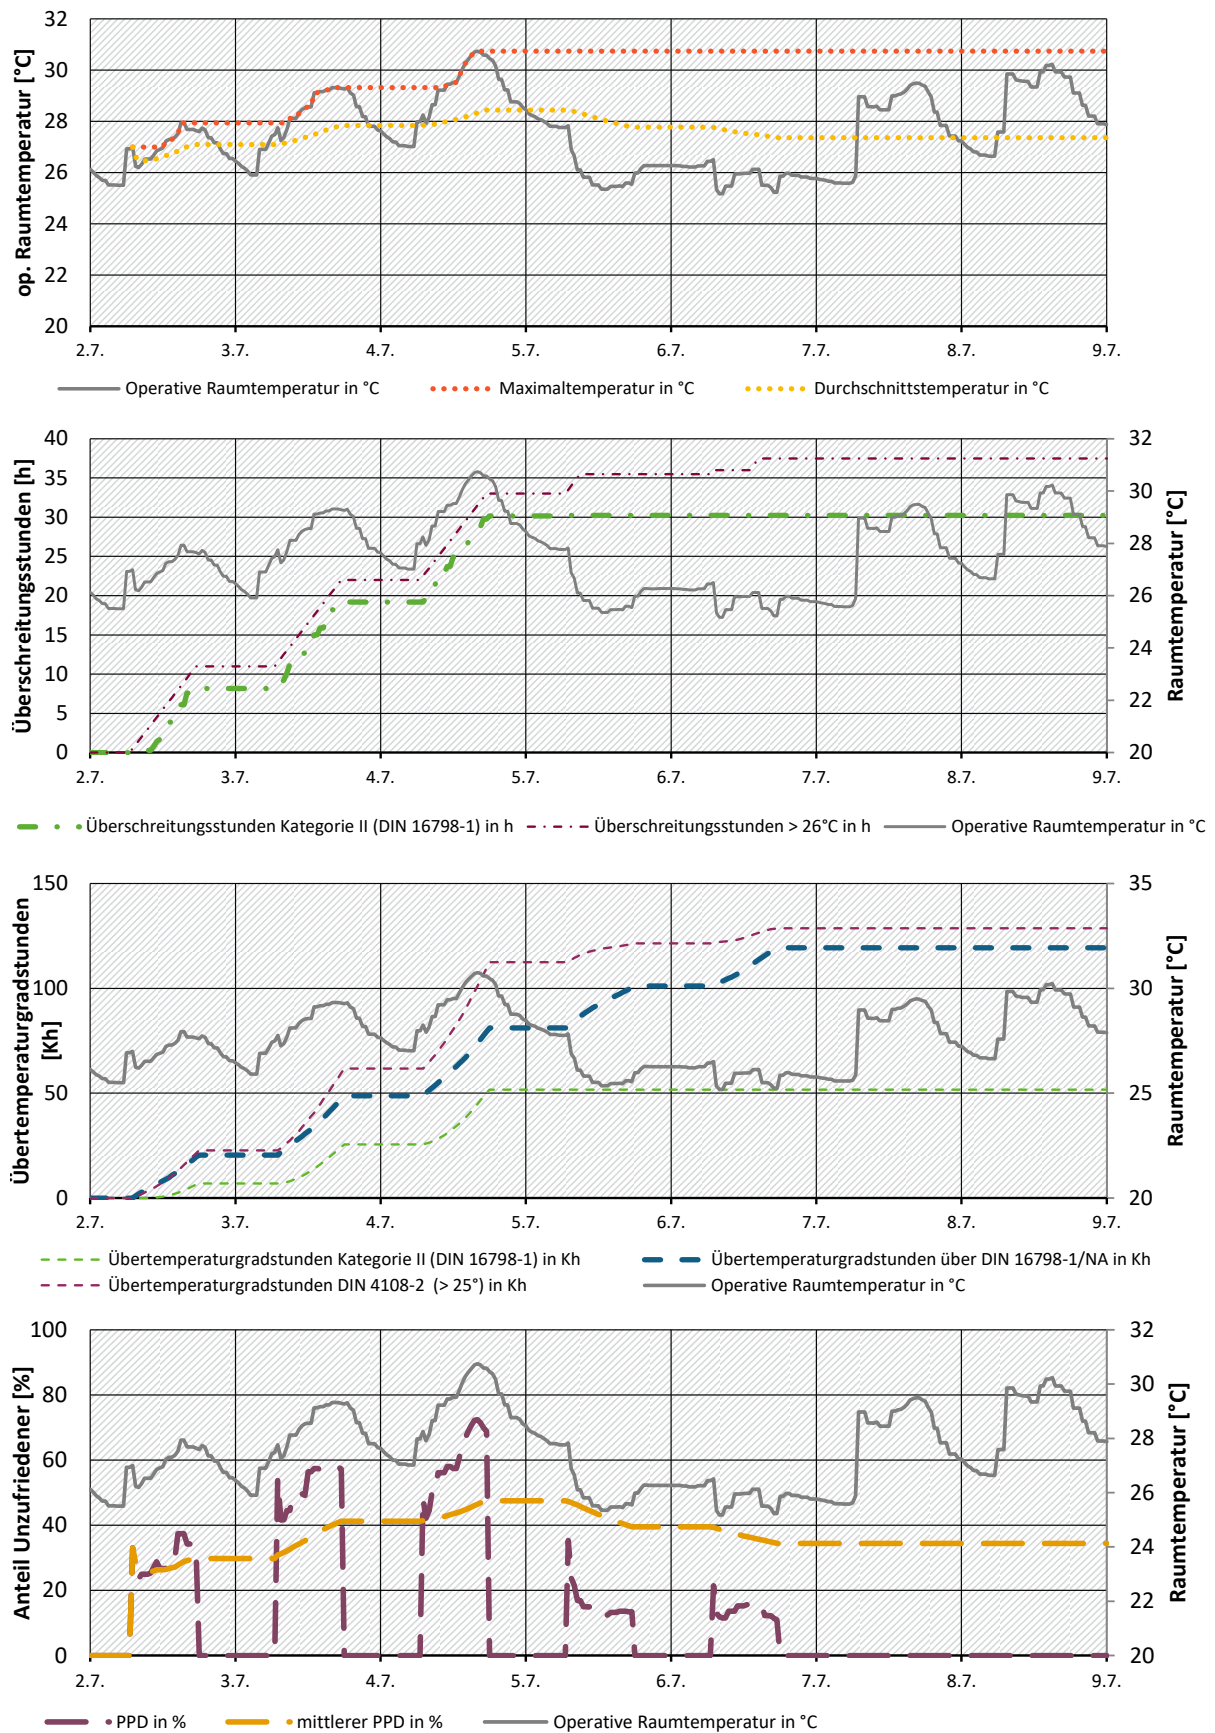 op. Raumtemperatur [°C]
32
30
28
26
24
22
20
2.7. 3.7. 4.7. 5.7. 6.7. 7.7. 8.7. 9.7.
Operative Raumtemperatur in °C Maximaltemperatur in °C Durchschnittstemperatur in °C
Überschreitungsstunden [h]
40
35
30
25
20
15
10
5
0
32
30
28
26
24
22
20
Raumtemperatur [°C]
2.7. 3.7. 4.7. 5.7. 6.7. 7.7. 8.7. 9.7.
Überschreitungsstunden Kategorie II (DIN 16798-1) in h Überschreitungsstunden > 26°C in h Operative Raumtemperatur in °C
Übertemperaturgradstunden
[Kh]
150
100
50
0
35
30
25
20
Raumtemperatur [°C]
2.7. 3.7. 4.7. 5.7. 6.7. 7.7. 8.7. 9.7.
Übertemperaturgradstunden Kategorie II (DIN 16798-1) in Kh Übertemperaturgradstunden über DIN 16798-1/NA in Kh
Übertemperaturgradstunden DIN 4108-2 (> 25°) in Kh Operative Raumtemperatur in °C
Anteil Unzufriedener [%]
100
80
60
40
20
0
32
30
28
26
24
22
20
Raumtemperatur [°C]
2.7. 3.7. 4.7. 5.7. 6.7. 7.7. 8.7. 9.7.
PPD in % mittlerer PPD in % Operative Raumtemperatur in °C